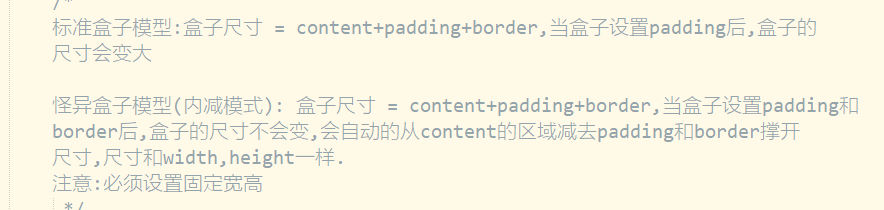 /*
标准盒子模型:盒子尺寸 = content+padding+border,当盒子设置padding后,盒子的
尺寸会变大
怪异盒子模型(内减模式): 盒子尺寸 = content+padding+border,当盒子设置padding和
border后,盒子的尺寸不会变,会自动的从content的区域减去padding和border撑开
尺寸,尺寸和width,height一样.
注意:必须设置固定宽高
*/